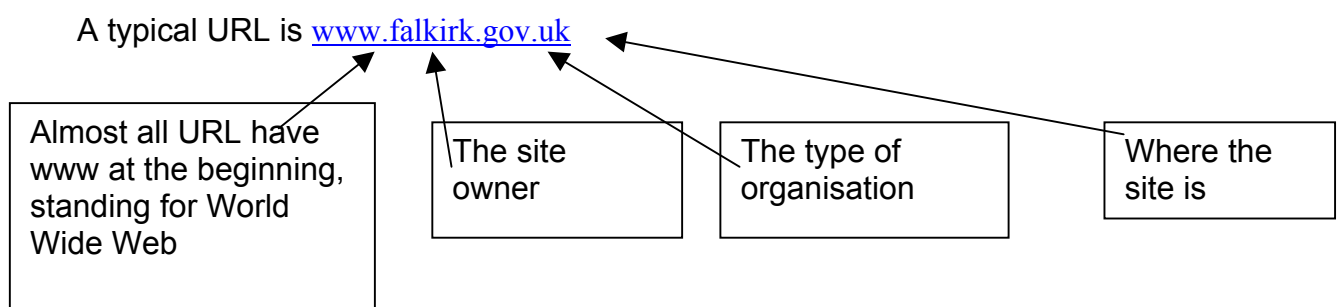 A typical URL is www.falkirk.gov.uk
Almost all URL have
www at the beginning,
standing for World
Wide Web
The site
owner
The type of
organisation
Where the
site is